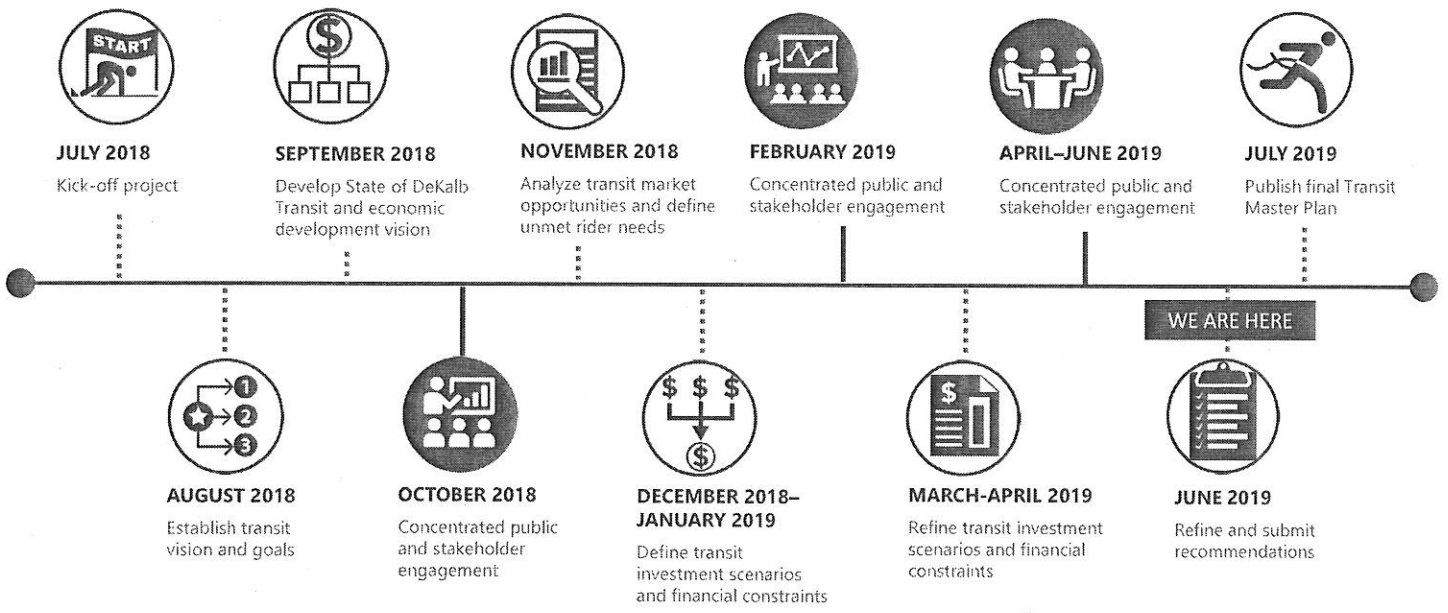 START
JULY 2018
Kick-off project
$
SEPTEMBER 2018
Develop State of DeKalb
Transit and economic
development vision
NOVEMBER 2018
Analyze transit market
opportunities and define
unmet rider needs
FEBRUARY 2019
Concentrated public and
stakeholder engagement
APRIL–JUNE 2019
Concentrated public and
stakeholder engagement
JULY 2019
Publish final Transit
Master Plan
WE ARE HERE
1
2
3
AUGUST 2018
Establish transit
vision and goals
OCTOBER 2018
Concentrated public
and stakeholder
engagement
$ $ $
$
DECEMBER 2018–
JANUARY 2019
Define transit
investment scenarios
and financial constraints
$
MARCH-APRIL 2019
Refine transit investment
scenarios and financial
constraints
JUNE 2019
Refine and submit
recommendations